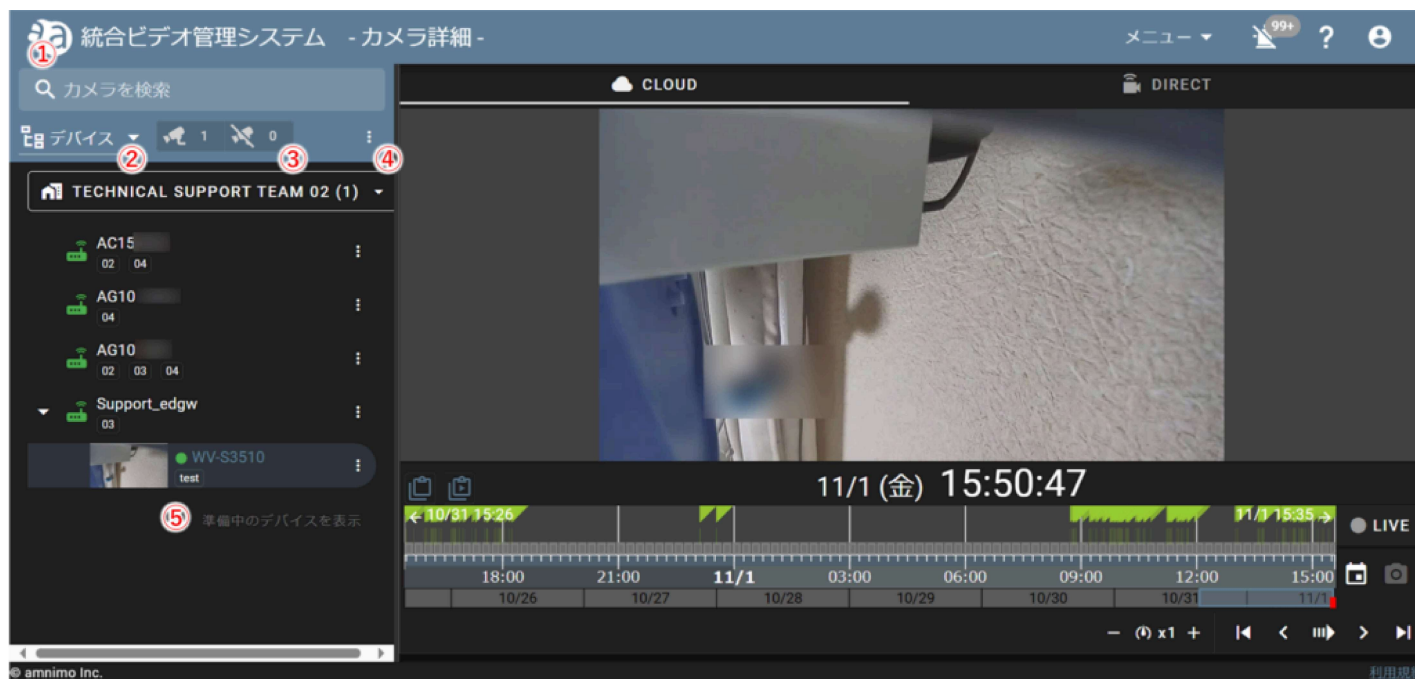 統合ビデオ管理システム - カメラ詳細 -
メニュー
99+
?
①
カメラを検索
デバイス
1
0
②
③
④
CLOUD
DIRECT
TECHNICAL SUPPORT TEAM 02 (1)
AC15
02 04
AG10
04
AG10
02 03 04
Support_edgw
03
WV-S3510
test
⑤ 準備中のデバイスを表示
11/1 (金) 15:50:47
10/31 15:26
11/1 15:35
LIVE
18:00 21:00 11/1 03:00 06:00 09:00 12:00 15:00
10/26 10/27 10/28 10/29 10/30 10/31 11/1
− x1 +
© amnimo Inc.
利用規